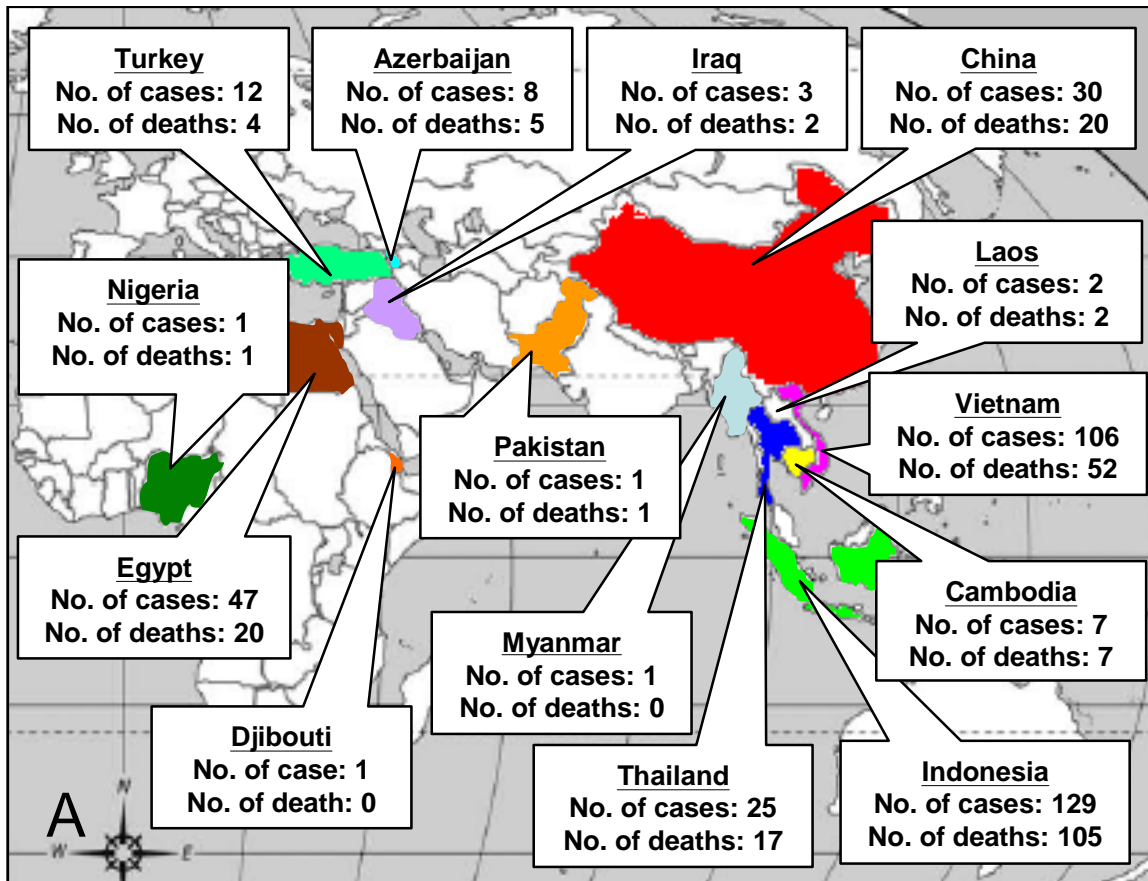 Turkey
No. of cases: 12
No. of deaths: 4
Azerbaijan
No. of cases: 8
No. of deaths: 5
Iraq
No. of cases: 3
No. of deaths: 2
China
No. of cases: 30
No. of deaths: 20
Laos
No. of cases: 2
No. of deaths: 2
Nigeria
No. of cases: 1
No. of deaths: 1
Vietnam
No. of cases: 106
No. of deaths: 52
Pakistan
No. of cases: 1
No. of deaths: 1
Egypt
No. of cases: 47
No. of deaths: 20
Cambodia
No. of cases: 7
No. of deaths: 7
Myanmar
No. of cases: 1
No. of deaths: 0
Djibouti
No. of case: 1
No. of death: 0
Thailand
No. of cases: 25
No. of deaths: 17
Indonesia
No. of cases: 129
No. of deaths: 105
A
N
W
E